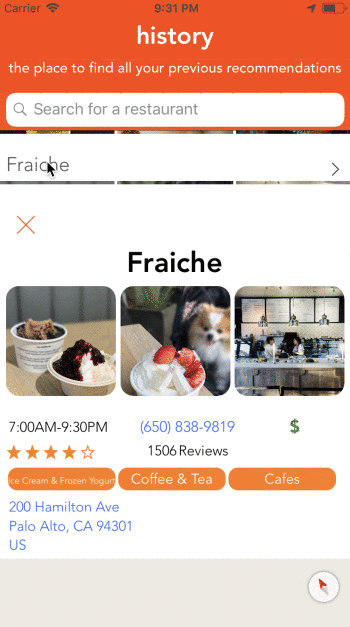 Carrier 9:31 PM
history
the place to find all your previous recommendations
Search for a restaurant
Fraiche
Fraiche
7:00AM-9:30PM (650) 838-9819 $
1506 Reviews
Ice Cream & Frozen Yogurt Coffee & Tea Cafes
200 Hamilton Ave
Palo Alto, CA 94301
US